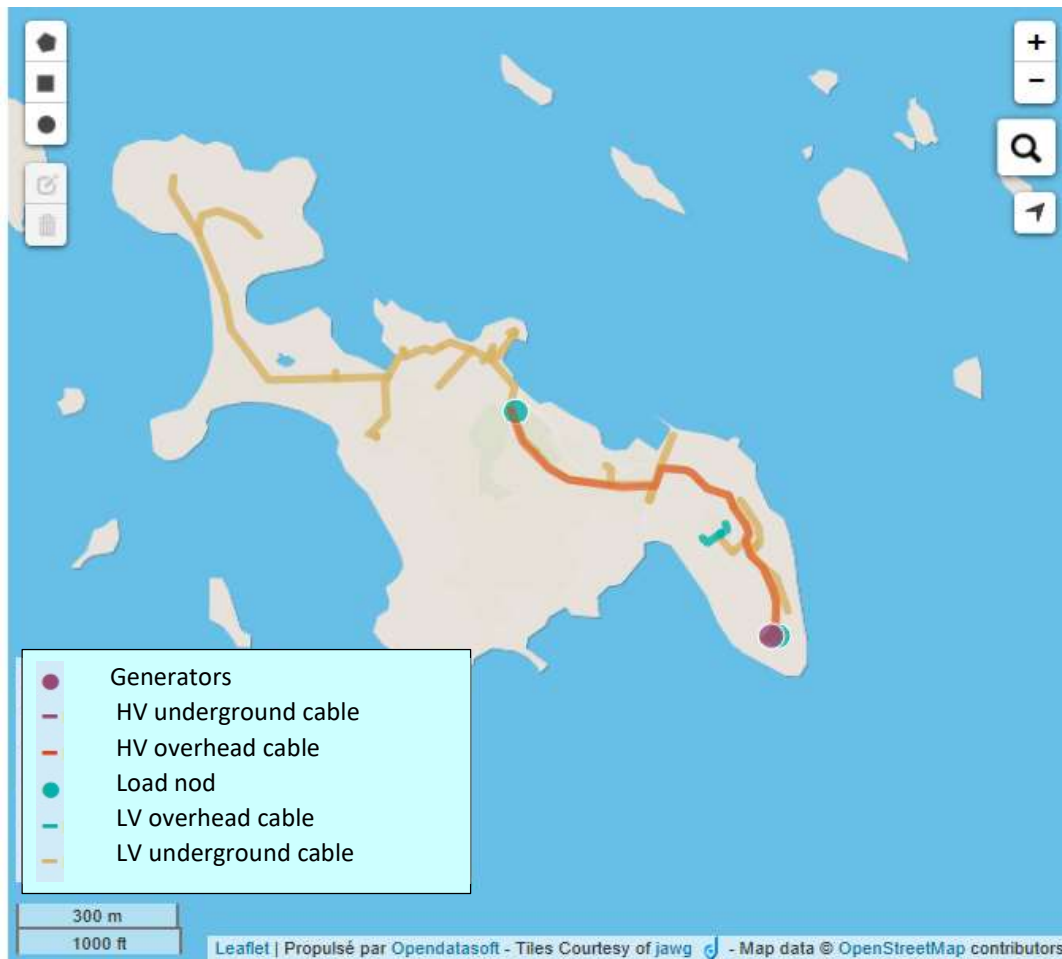 +
−
Generators
HV underground cable
HV overhead cable
Load nod
LV overhead cable
LV underground cable
300 m
1000 ft
Leaflet | Propulsé par Opendatasoft - Tiles Courtesy of jawg - Map data © OpenStreetMap contributors